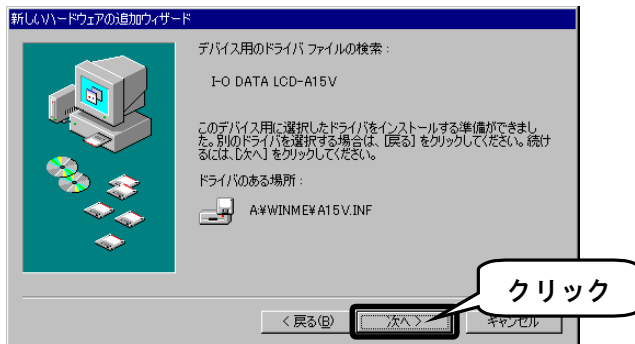 新しいハードウェアの追加ウィザード
デバイス用のドライバ ファイルの検索 :
I-O DATA LCD-A15V
このデバイス用に選択したドライバをインストールする準備ができまし
た。別のドライバを選択する場合は、[戻る] をクリックしてください。続け
るには、[次へ] をクリックしてください。
ドライバのある場所 :
A:¥WINME¥A15V.INF
クリック
< 戻る(B)
次へ >
キャンセル